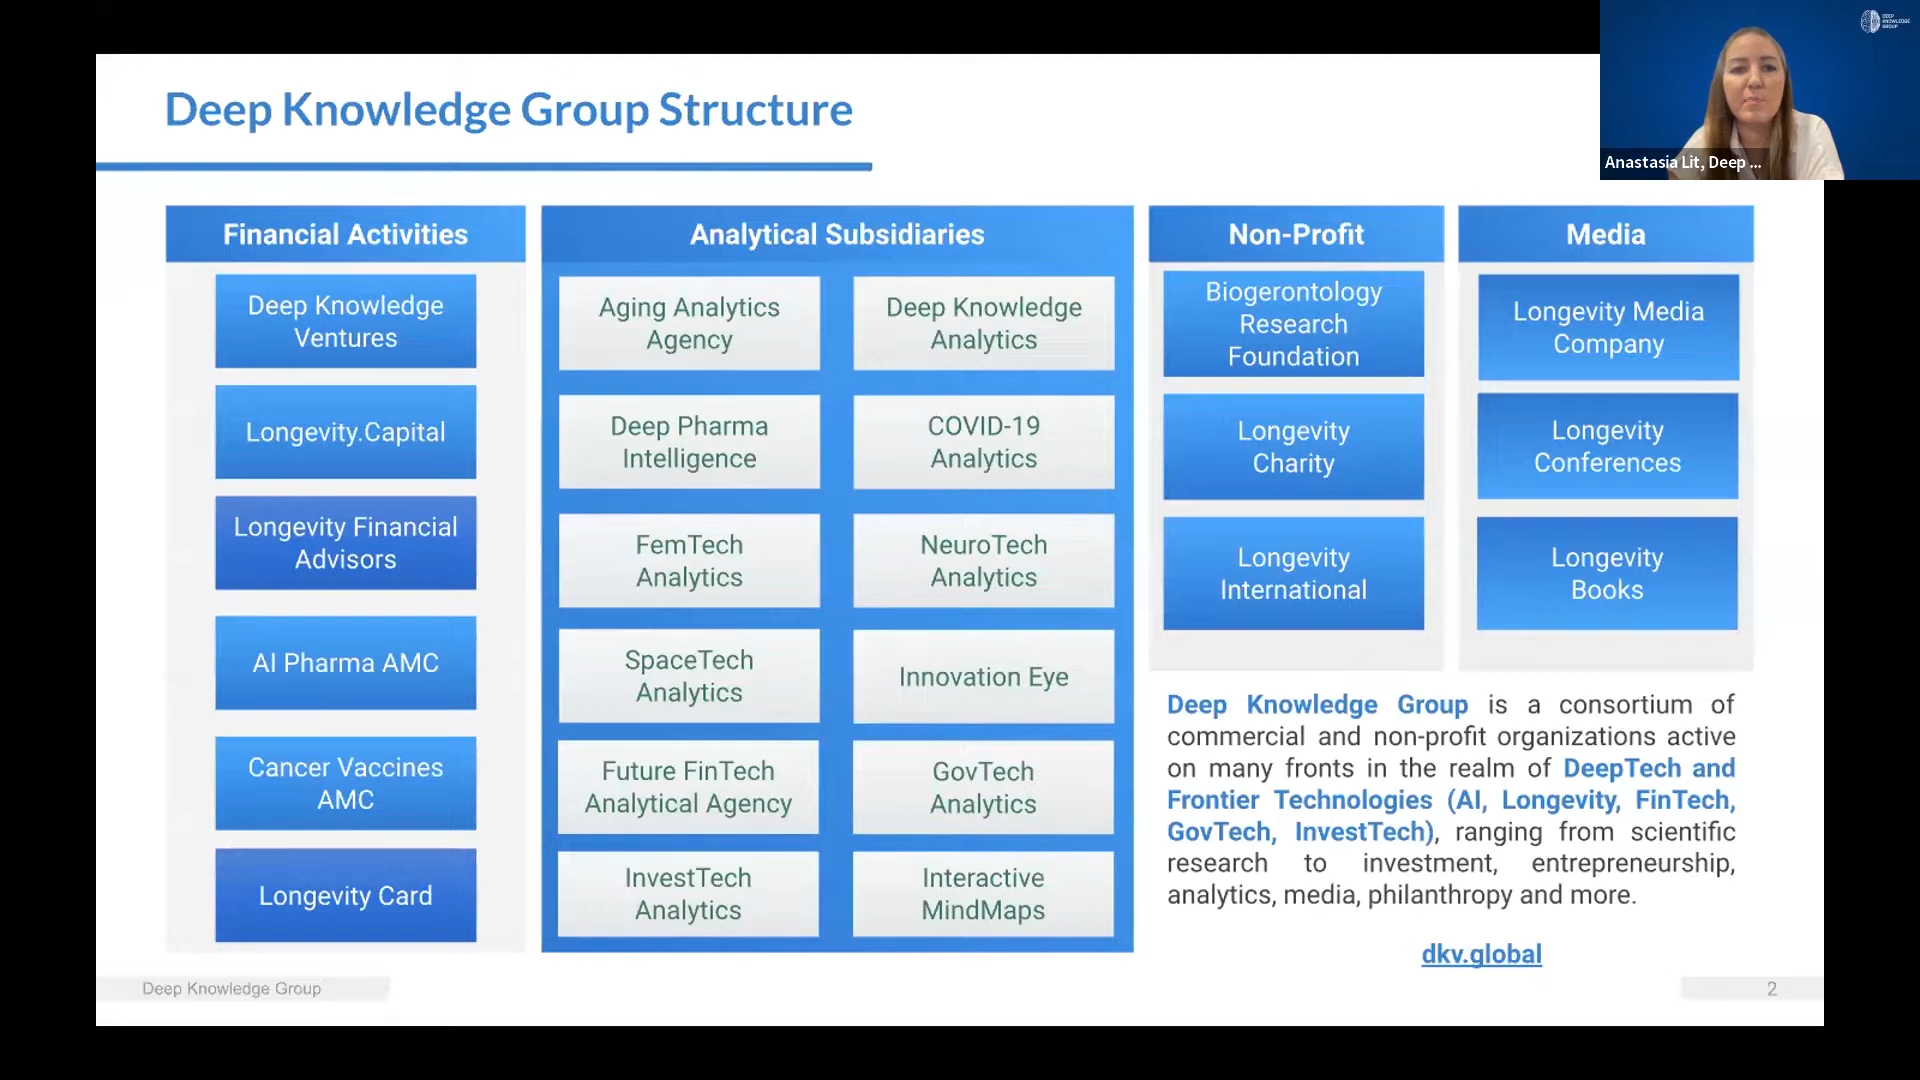 Deep Knowledge Group Structure
DEEP
KNOWLEDGE
GROUP
Anastasia Lit, Deep ...
Financial Activities
Deep Knowledge
Ventures
Longevity.Capital
Longevity Financial
Advisors
AI Pharma AMC
Cancer Vaccines
AMC
Longevity Card
Analytical Subsidiaries
Aging Analytics
Agency
Deep Knowledge
Analytics
Deep Pharma
Intelligence
COVID-19
Analytics
FemTech
Analytics
NeuroTech
Analytics
SpaceTech
Analytics
Innovation Eye
Future FinTech
Analytical Agency
GovTech
Analytics
InvestTech
Analytics
Interactive
MindMaps
Non-Profit
Biogerontology
Research
Foundation
Longevity
Charity
Longevity
International
Media
Longevity Media
Company
Longevity
Conferences
Longevity
Books
Deep Knowledge Group is a consortium of
commercial and non-profit organizations active
on many fronts in the realm of DeepTech and
Frontier Technologies (AI, Longevity, FinTech,
GovTech, InvestTech), ranging from scientific
research to investment, entrepreneurship,
analytics, media, philanthropy and more.
dkv.global
Deep Knowledge Group
2